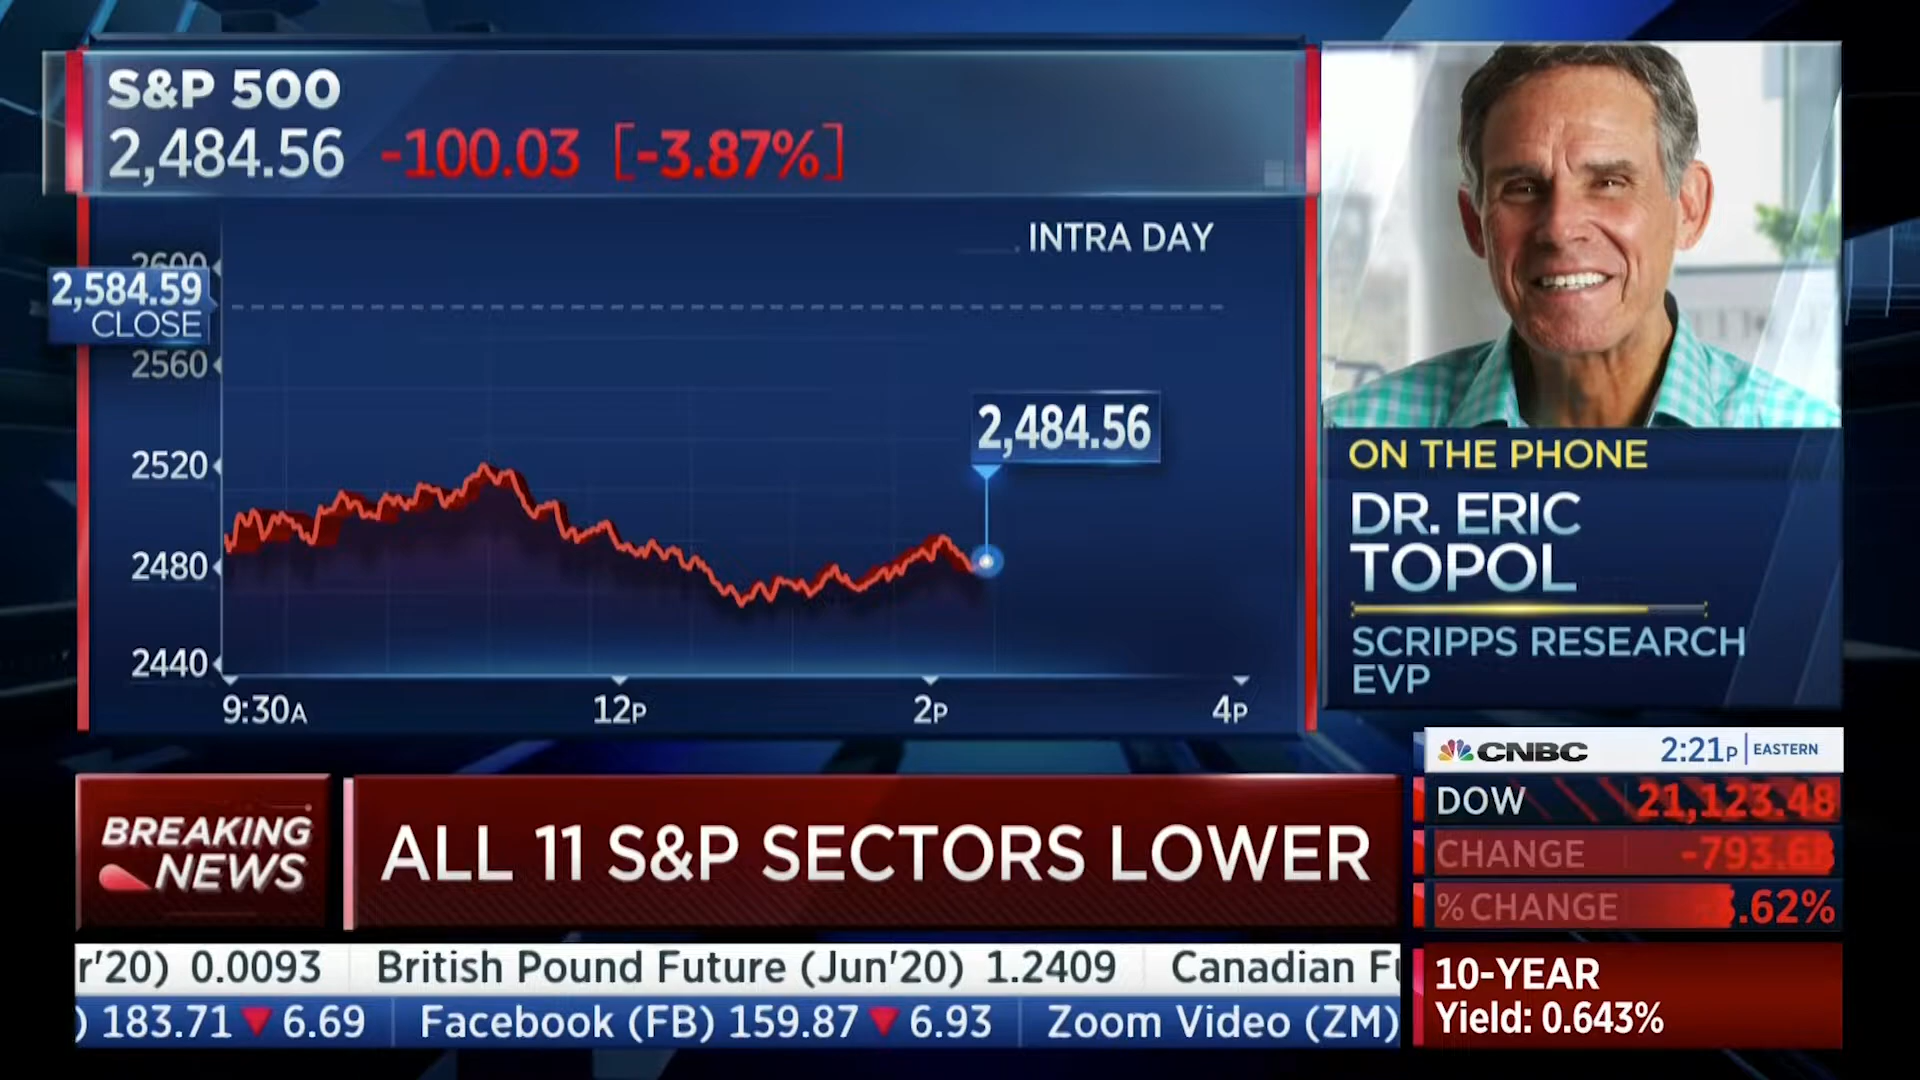 S&P 500
2,484.56 -100.03 [-3.87%]
INTRA DAY
2600
2,584.59
CLOSE
2560
2,484.56
2520
2480
2440
9:30A 12P 2P 4P
ON THE PHONE
DR. ERIC
TOPOL
SCRIPPS RESEARCH
EVP
CNBC 2:21P EASTERN
DOW 21,123.48
CHANGE -793.68
% CHANGE .62%
BREAKING
NEWS
ALL 11 S&P SECTORS LOWER
r'20) 0.0093 British Pound Future (Jun'20) 1.2409 Canadian Fu
) 183.71 ▼ 6.69 Facebook (FB) 159.87 ▼ 6.93 Zoom Video (ZM)
10-YEAR
Yield: 0.643%